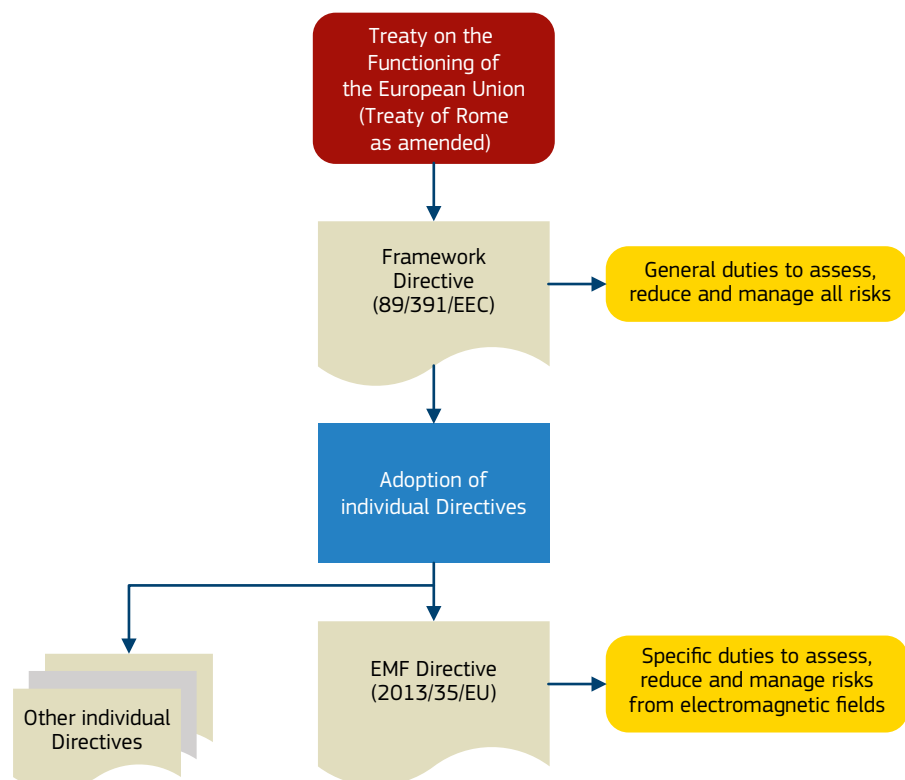 Treaty on the
Functioning of
the European Union
(Treaty of Rome
as amended)
Framework
Directive
(89/391/EEC)
General duties to assess,
reduce and manage all risks
Adoption of
individual Directives
EMF Directive
(2013/35/EU)
Specific duties to assess,
reduce and manage risks
from electromagnetic fields
Other individual
Directives